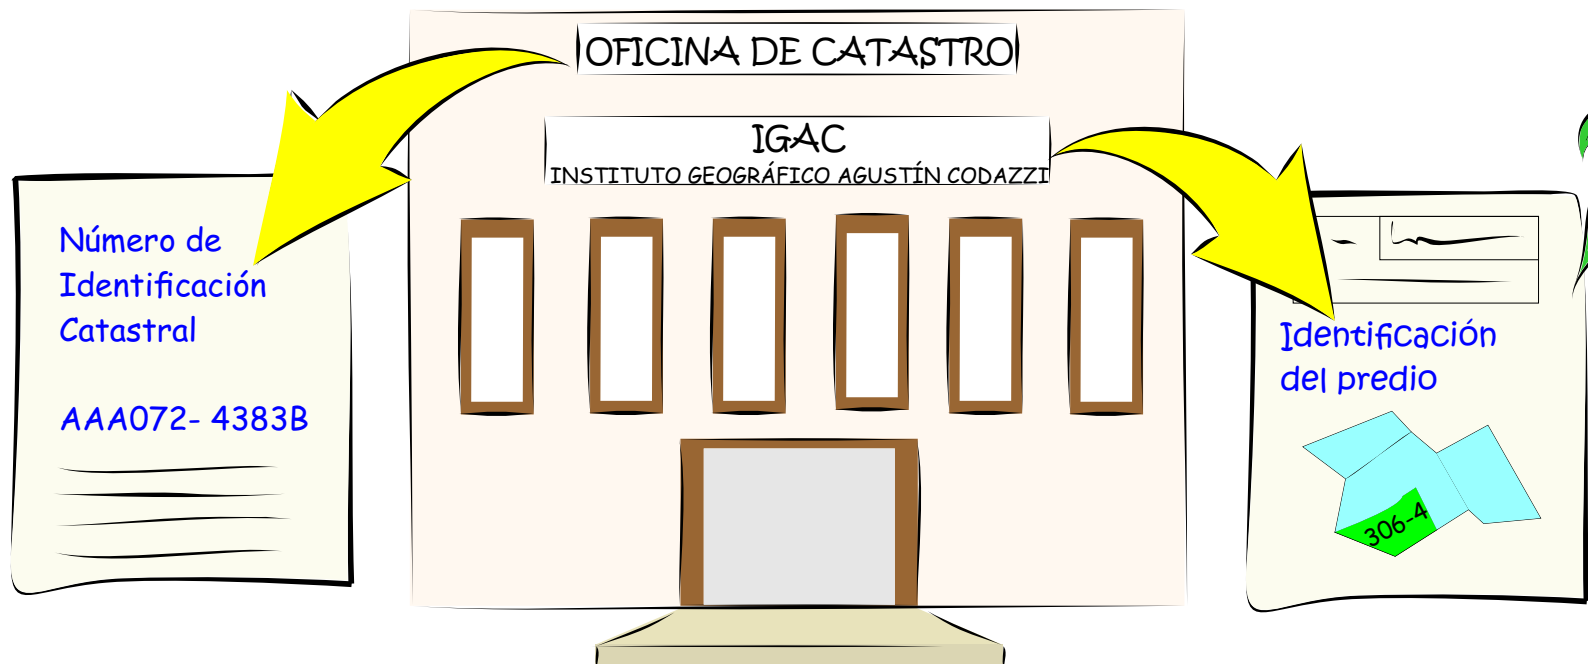 OFICINA DE CATASTRO
IGAC
INSTITUTO GEOGRÁFICO AGUSTÍN CODAZZI
Número de
Identificación
Catastral
AAA072- 4383B
Identificación
del predio
306-4